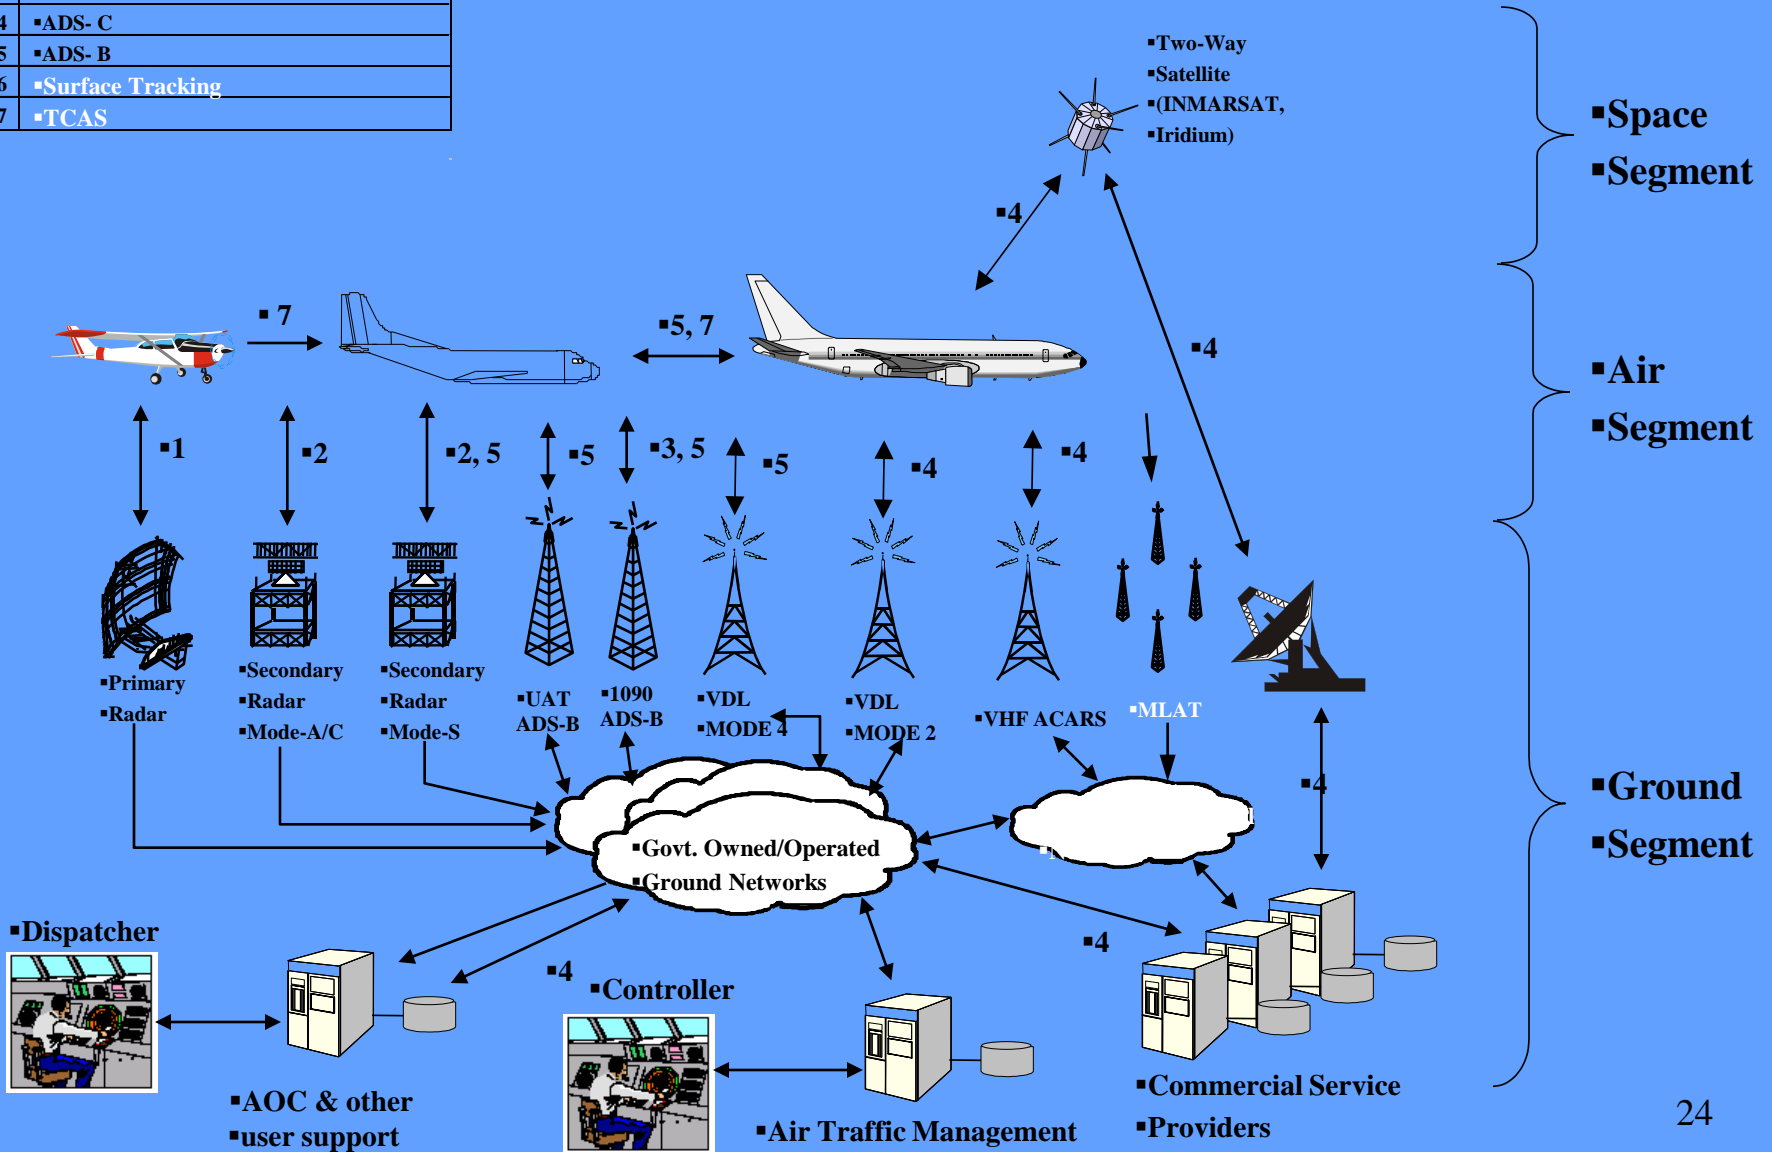 4 ▪ADS- C
5 ▪ADS- B
6 ▪Surface Tracking
7 ▪TCAS
▪Two-Way
▪Satellite
▪(INMARSAT,
▪Iridium)
▪Space
▪Segment
▪4
▪4
▪7
▪5, 7
▪Air
▪Segment
▪1
▪2
▪2, 5
▪5
▪3, 5
▪5
▪4
▪4
▪Primary
▪Radar
▪Secondary
▪Radar
▪Mode-A/C
▪Secondary
▪Radar
▪Mode-S
▪UAT
ADS-B
▪1090
ADS-B
▪VDL
▪MODE 4
▪VDL
▪MODE 2
▪VHF ACARS
▪MLAT
▪4
▪Govt. Owned/Operated
▪Ground Networks
▪Ground
▪Segment
▪Dispatcher
▪4
▪4
▪Controller
▪AOC & other
▪user support
▪Air Traffic Management
▪Commercial Service
▪Providers
24